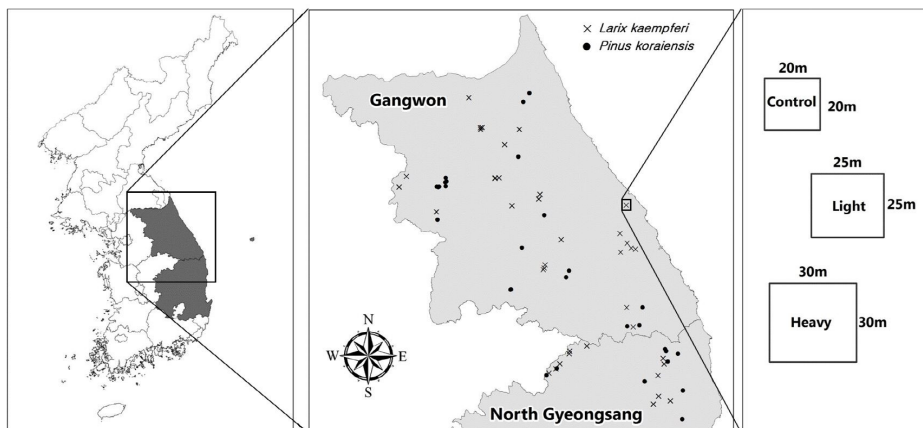 × Larix kaempferi
● Pinus koraiensis
Gangwon
North Gyeongsang
N
W E
S
20m
Control 20m
25m
Light 25m
30m
Heavy 30m